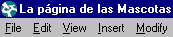 La página de las Mascotas
File Edit View Insert Modify